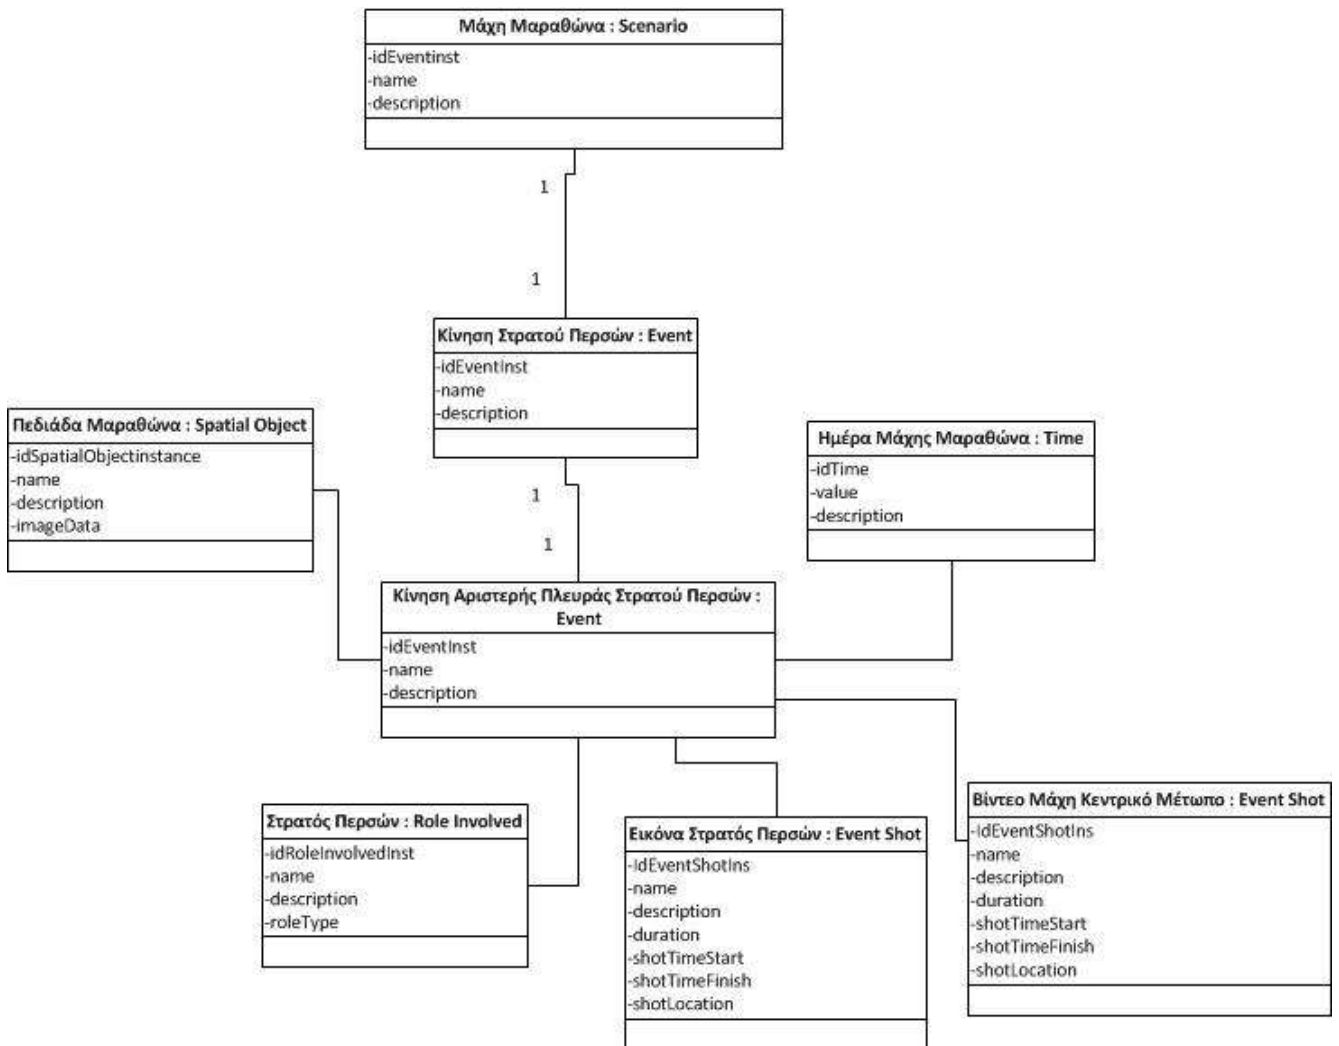 Μάχη Μαραθώνα : Scenario
-idEventinst
-name
-description
1
1
Κίνηση Στρατού Περσών : Event
-idEventInst
-name
-description
Πεδιάδα Μαραθώνα : Spatial Object
-idSpatialObjectinstance
-name
-description
-imageData
Ημέρα Μάχης Μαραθώνα : Time
-idTime
-value
-description
1
1
Κίνηση Αριστερής Πλευράς Στρατού Περσών :
Event
-idEventInst
-name
-description
Στρατός Περσών : Role Involved
-idRoleInvolvedInst
-name
-description
-roleType
Εικόνα Στρατός Περσών : Event Shot
-IdEventShotIns
-name
-description
-duration
-shotTimeStart
-shotTimeFinish
-shotLocation
Βίντεο Μάχη Κεντρικό Μέτωπο : Event Shot
-IdEventShotIns
-name
-description
-duration
-shotTimeStart
-shotTimeFinish
-shotLocation